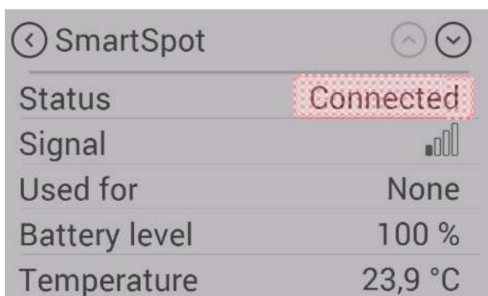 SmartSpot
Status Connected
Signal
Used for None
Battery level 100 %
Temperature 23,9 °C